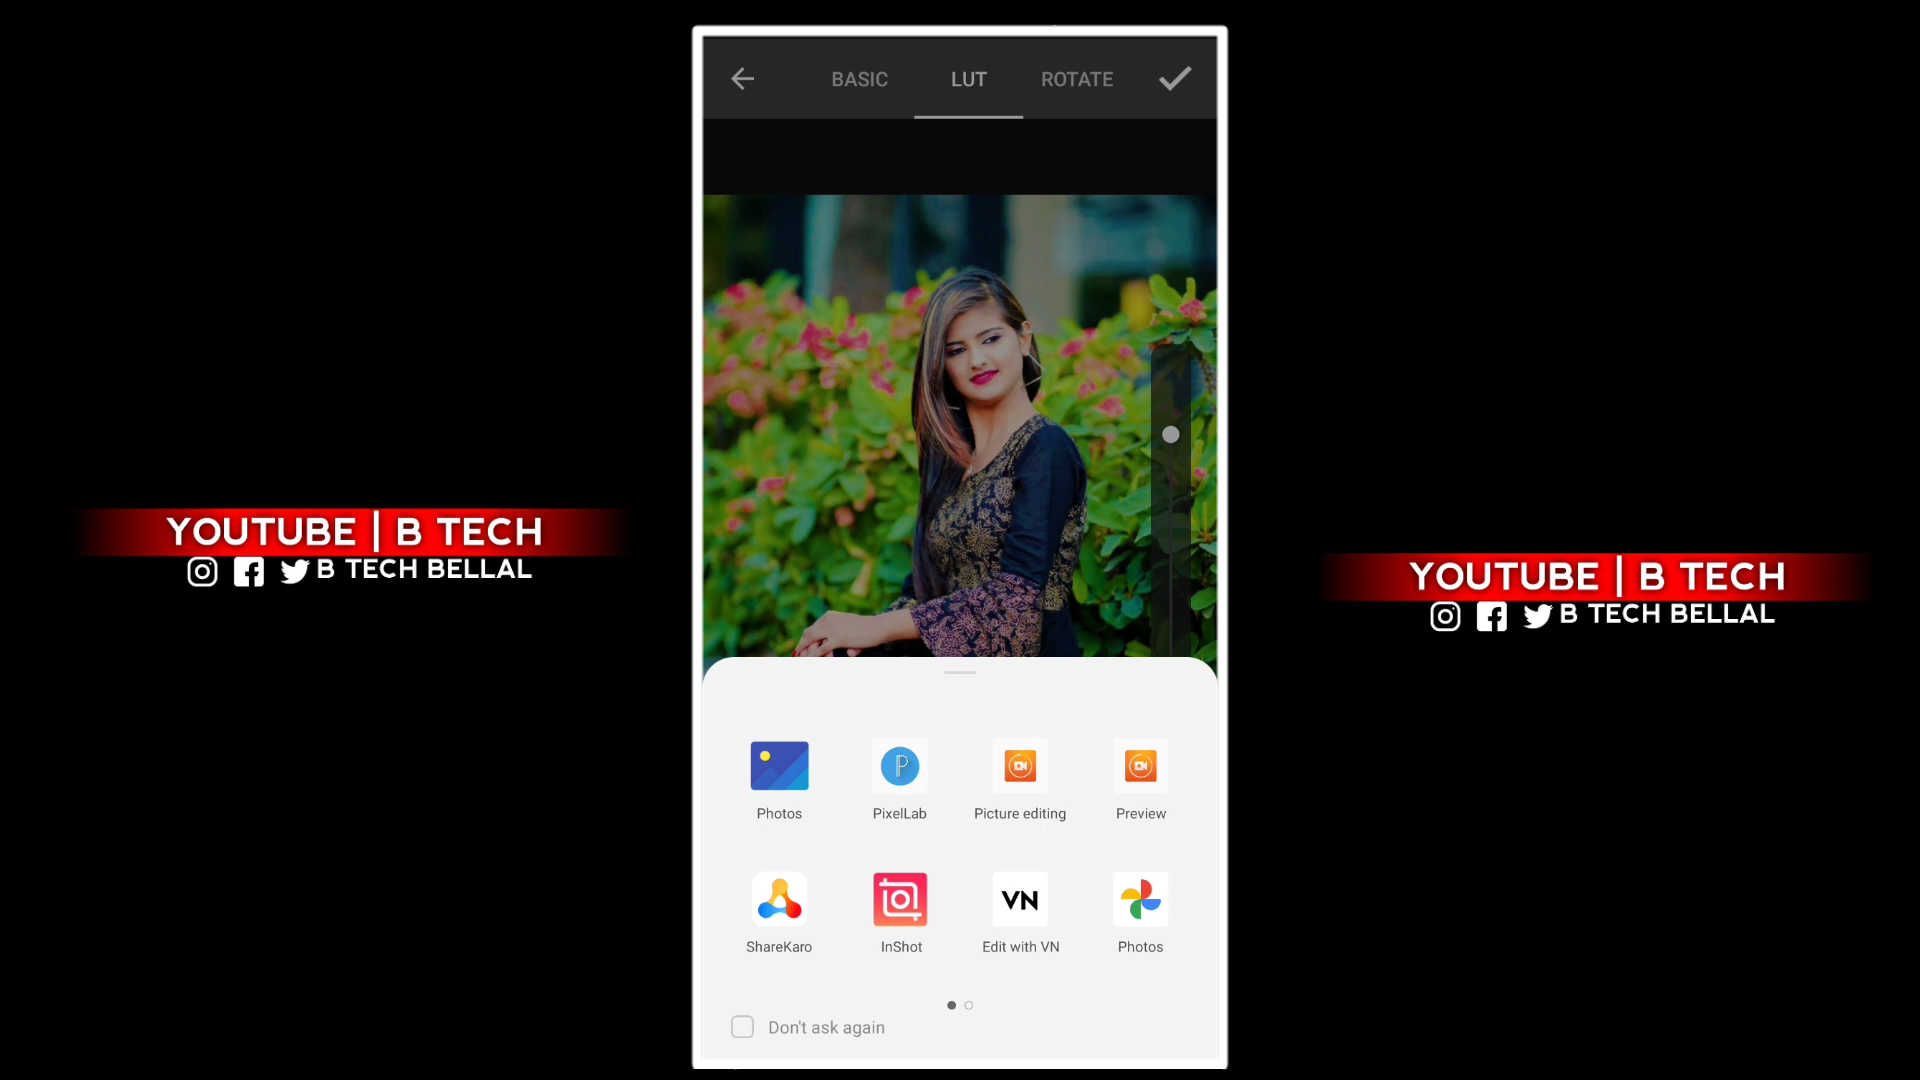 BASIC LUT ROTATE
YOUTUBE | B TECH
B TECH BELLAL
YOUTUBE | B TECH
B TECH BELLAL
Photos PixelLab Picture editing Preview
VN
ShareKaro InShot Edit with VN Photos
Don't ask again